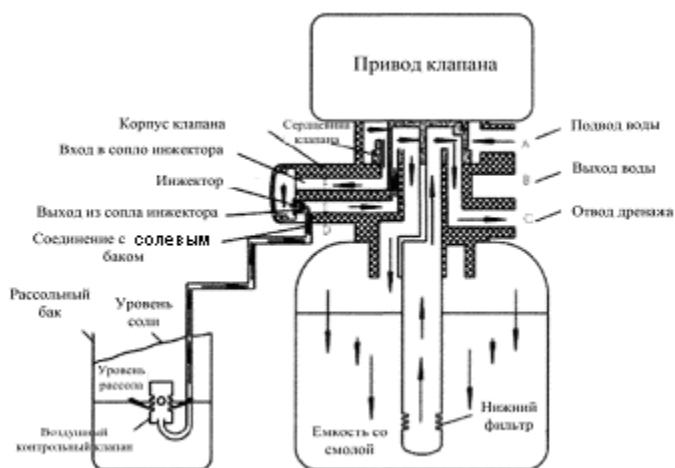 Привод клапана
Корпус клапана
Сердцевина
клапана
Подвод воды
A
Вход в сопло инжектора
Выход воды
B
Инжектор
Выход из сопла инжектора
Отвод дренажа
C
D
Соединение с солевым
баком
Рассольный
бак
Уровень
соли
Уровень
рассола
Воздушный
контрольный клапан
Емкость со
смолой
Нижний
фильтр